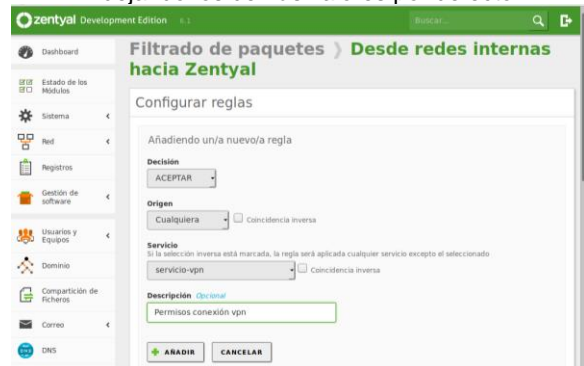 zentyal Development Edition 6.1
Buscar...
Dashboard
Estado de los
Módulos
Sistema
Red
Registros
Gestión de
software
Usuarios y
Equipos
Dominio
Compartición de
Ficheros
Correo
DNS
Filtrado de paquetes ⟩ Desde redes internas
hacia Zentyal
Configurar reglas
Añadiendo un/a nuevo/a regla
Decisión
ACEPTAR
Origen
Cualquiera Coincidencia inversa
Servicio
Si la selección inversa está marcada, la regla será aplicada cualquier servicio excepto el seleccionado
servicio-vpn Coincidencia inversa
Descripción Opcional
Permisos conexión vpn
+ AÑADIR CANCELAR